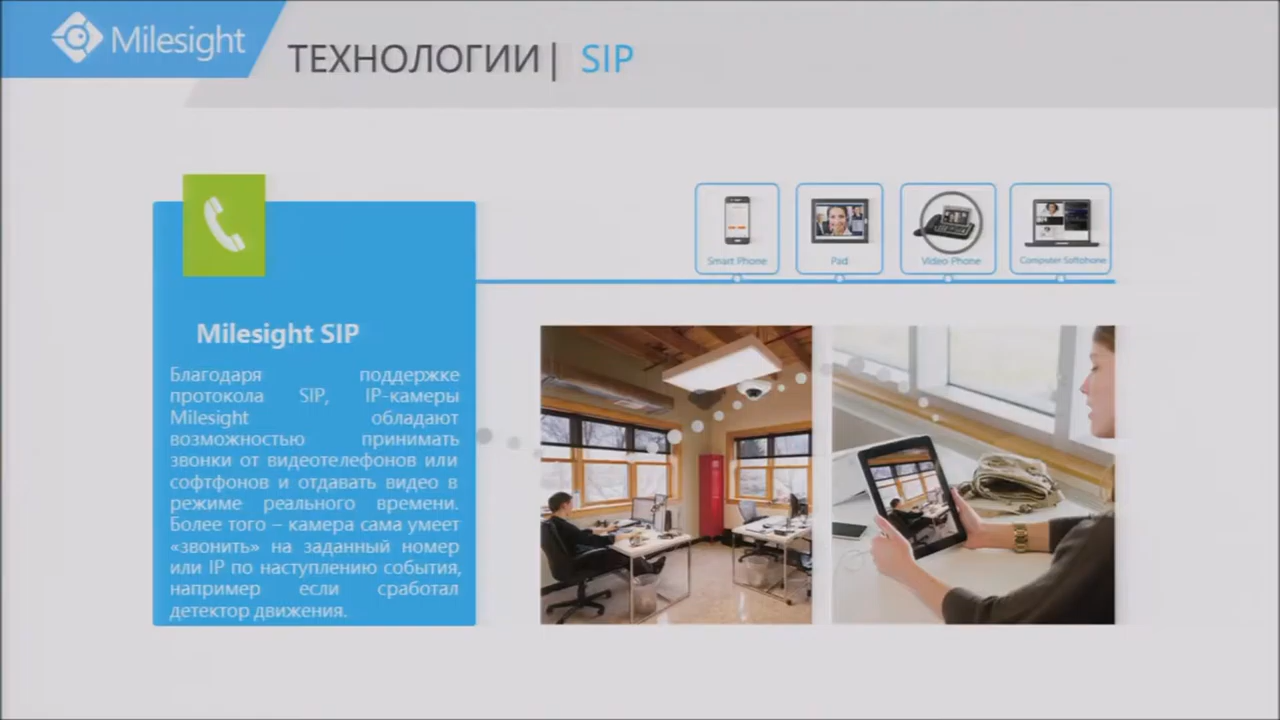 Milesight
ТЕХНОЛОГИИ| SIP
Smart Phone
Pad
Video Phone
Computer Softphone
Milesight SIP
Благодаря поддержке
протокола SIP, IP-камеры
Milesight обладают
возможностью принимать
звонки от видеотелефонов или
софтфонов и отдавать видео в
режиме реального времени.
Более того – камера сама умеет
«звонить» на заданный номер
или IP по наступлению события,
например если сработал
детектор движения.